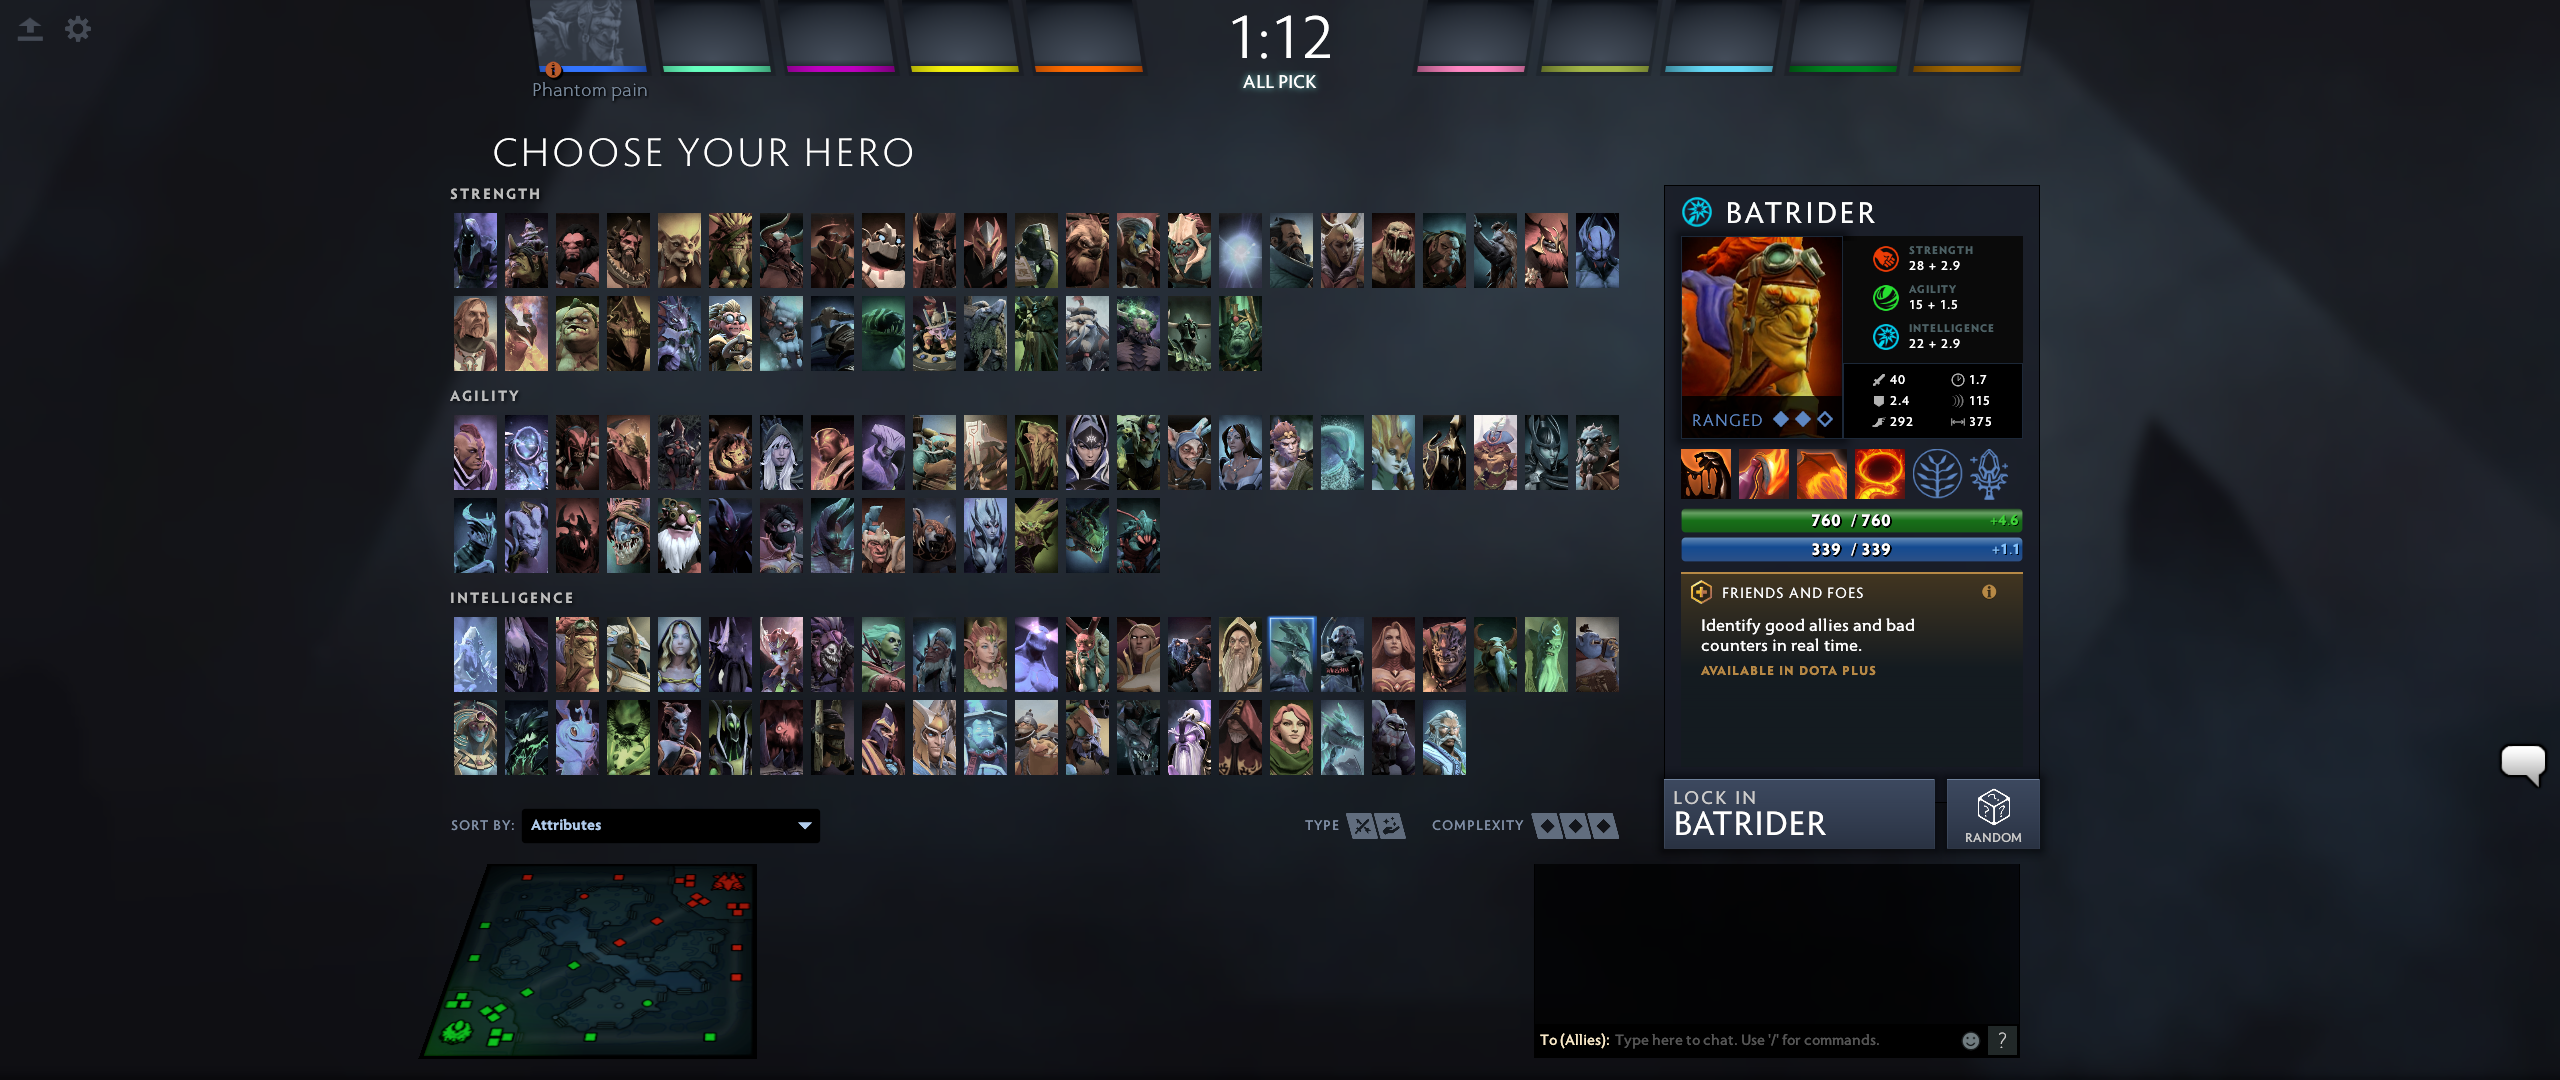 1:12
ALL PICK
Phantom pain
CHOOSE YOUR HERO
STRENGTH
AGILITY
INTELLIGENCE
BATRIDER
STRENGTH
28 + 2.9
AGILITY
15 + 1.5
INTELLIGENCE
22 + 2.9
40 1.7
2.4 115
292 375
RANGED
760 / 760 +4.6
339 / 339 +1.1
FRIENDS AND FOES
Identify good allies and bad
counters in real time.
AVAILABLE IN DOTA PLUS
LOCK IN
BATRIDER
RANDOM
SORT BY: Attributes
TYPE
COMPLEXITY
To (Allies): Type here to chat. Use '/' for commands. ?